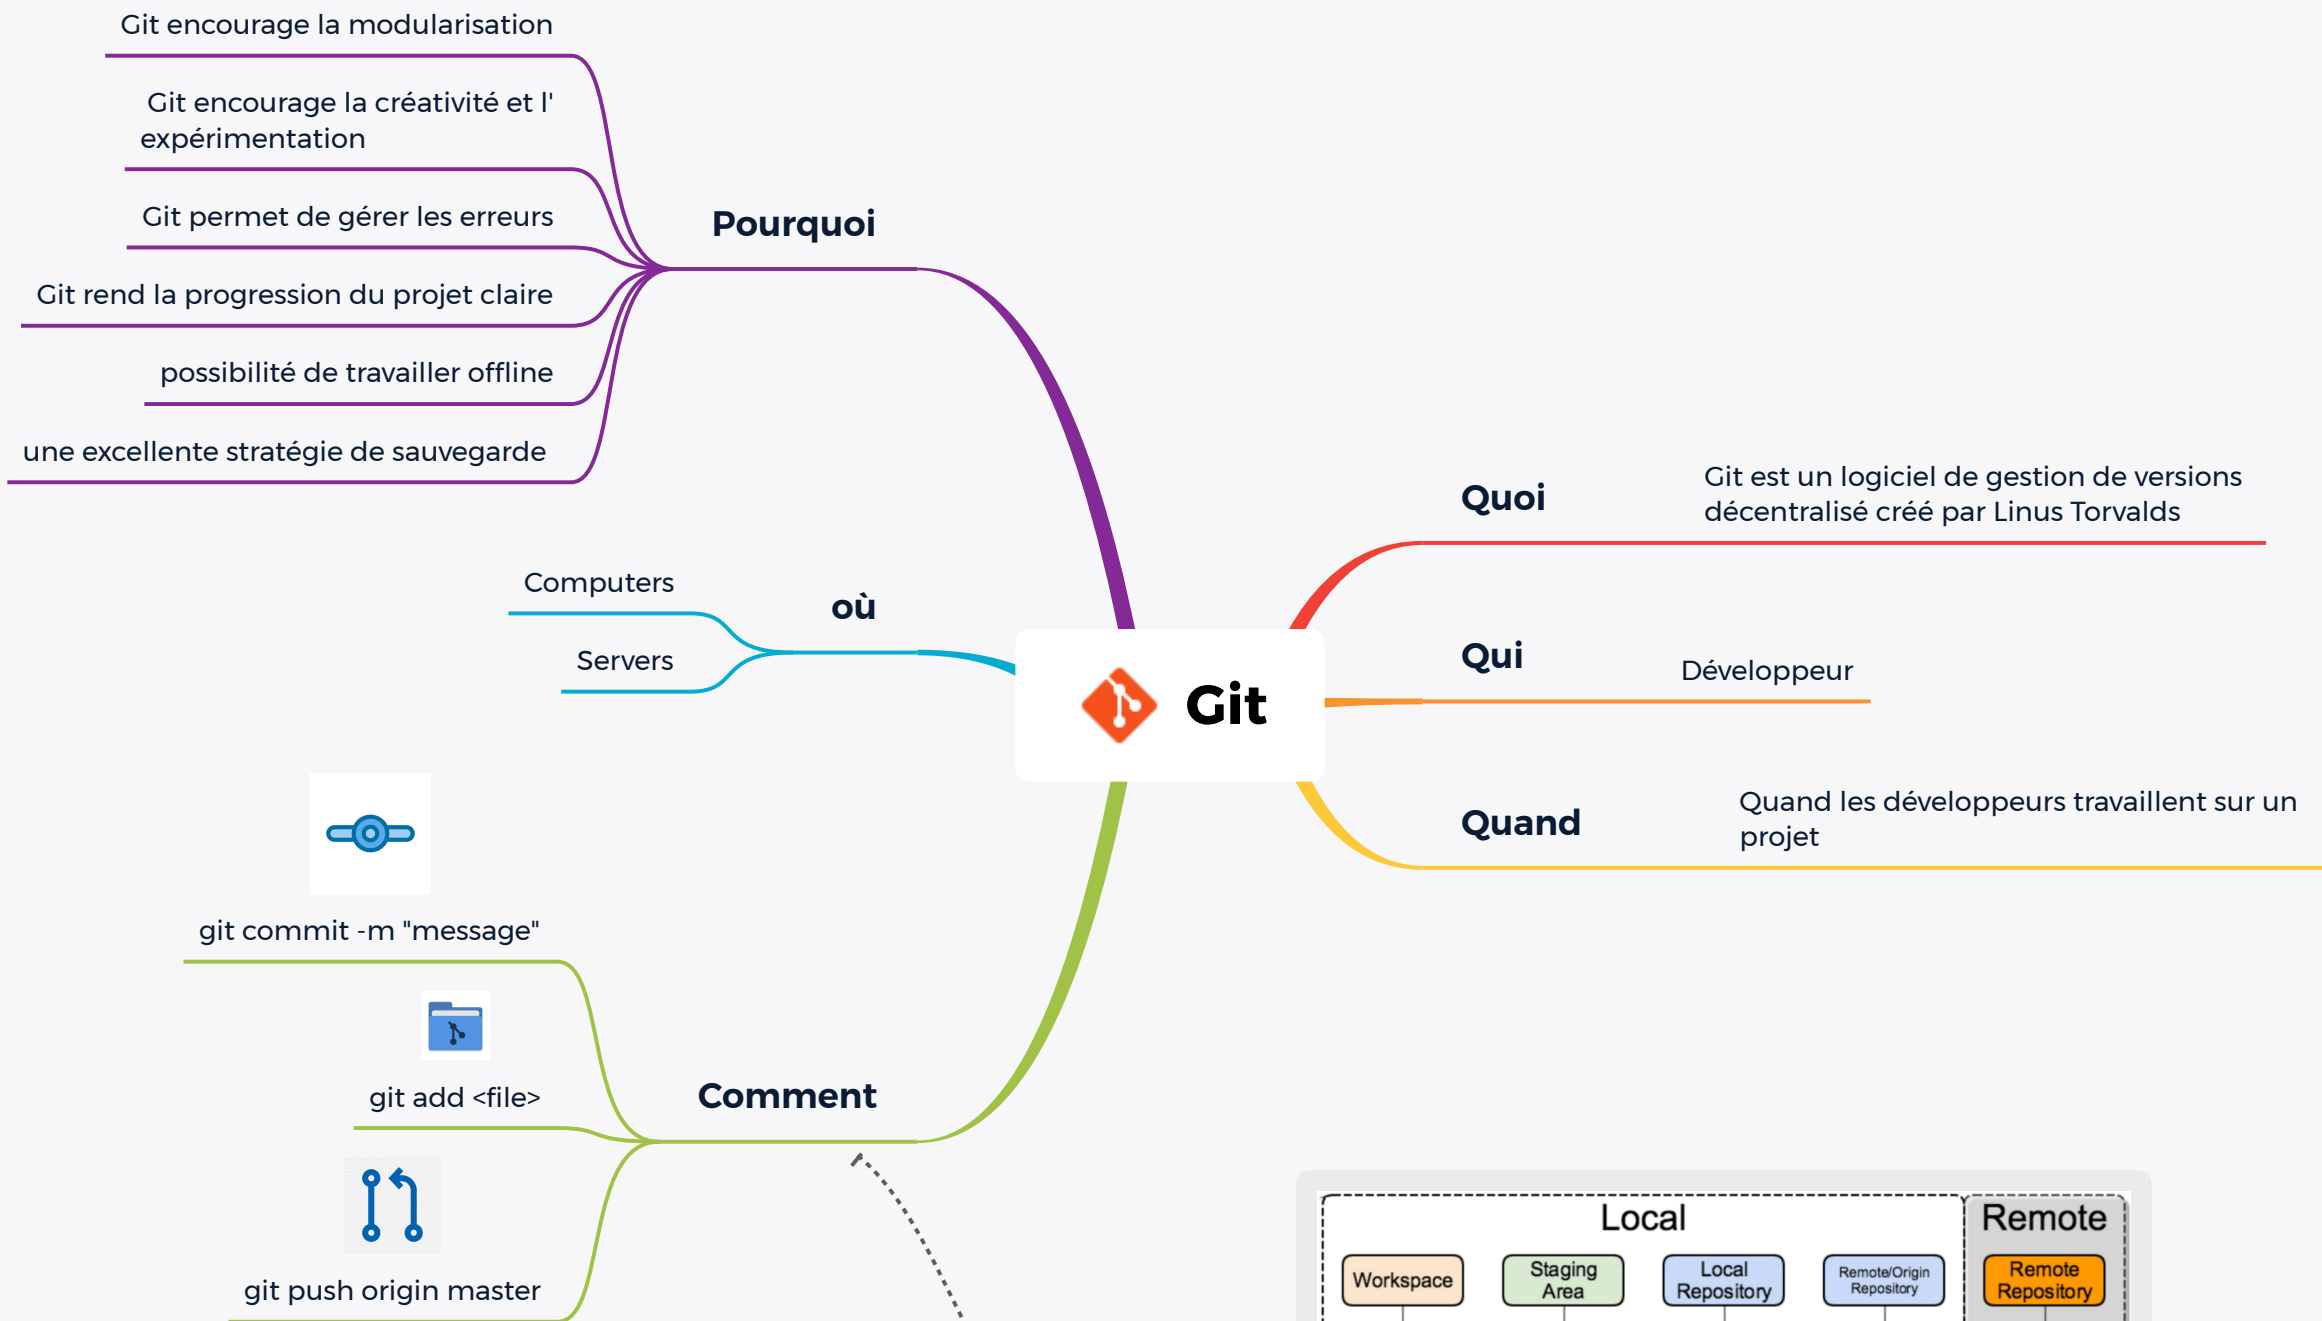 Git encourage la modularisation
Git encourage la créativité et l'
expérimentation
Git permet de gérer les erreurs
Git rend la progression du projet claire
possibilité de travailler offline
une excellente stratégie de sauvegarde
Pourquoi
Computers
Servers
où
Git
Quoi
Git est un logiciel de gestion de versions
décentralisé créé par Linus Torvalds
Qui
Développeur
Quand
Quand les développeurs travaillent sur un
projet
git commit -m "message"
git add <file>
git push origin master
Comment
Local
Remote
Workspace
Staging
Area
Local
Repository
Remote/Origin
Repository
Remote
Repository